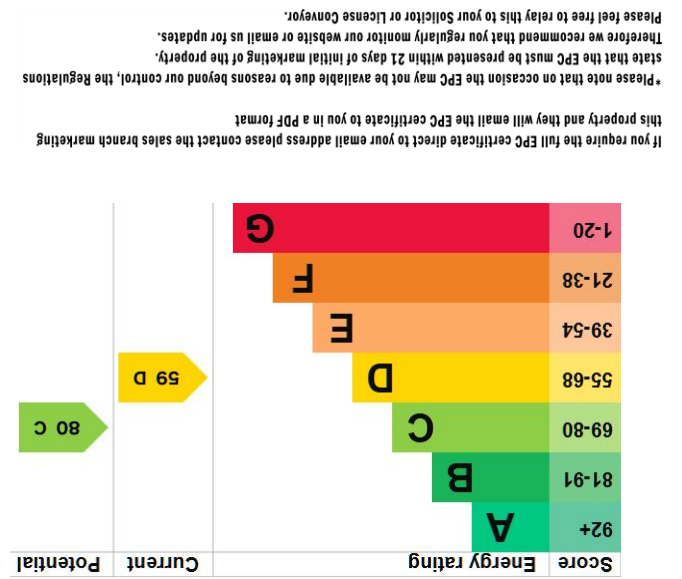 Score Energy rating Current Potential
92+ A
81-91 B
69-80 C 80 C
55-68 D 59 D
39-54 E
21-38 F
1-20 G
If you require the full EPC certificate direct to your email address please contact the sales branch marketing
this property and they will email the EPC certificate to you in a PDF format
*Please note that on occasion the EPC may not be available due to reasons beyond our control, the Regulations
state that the EPC must be presented within 21 days of initial marketing of the property.
Therefore we recommend that you regularly monitor our website or email us for updates.
Please feel free to relay this to your Solicitor or License Conveyor.